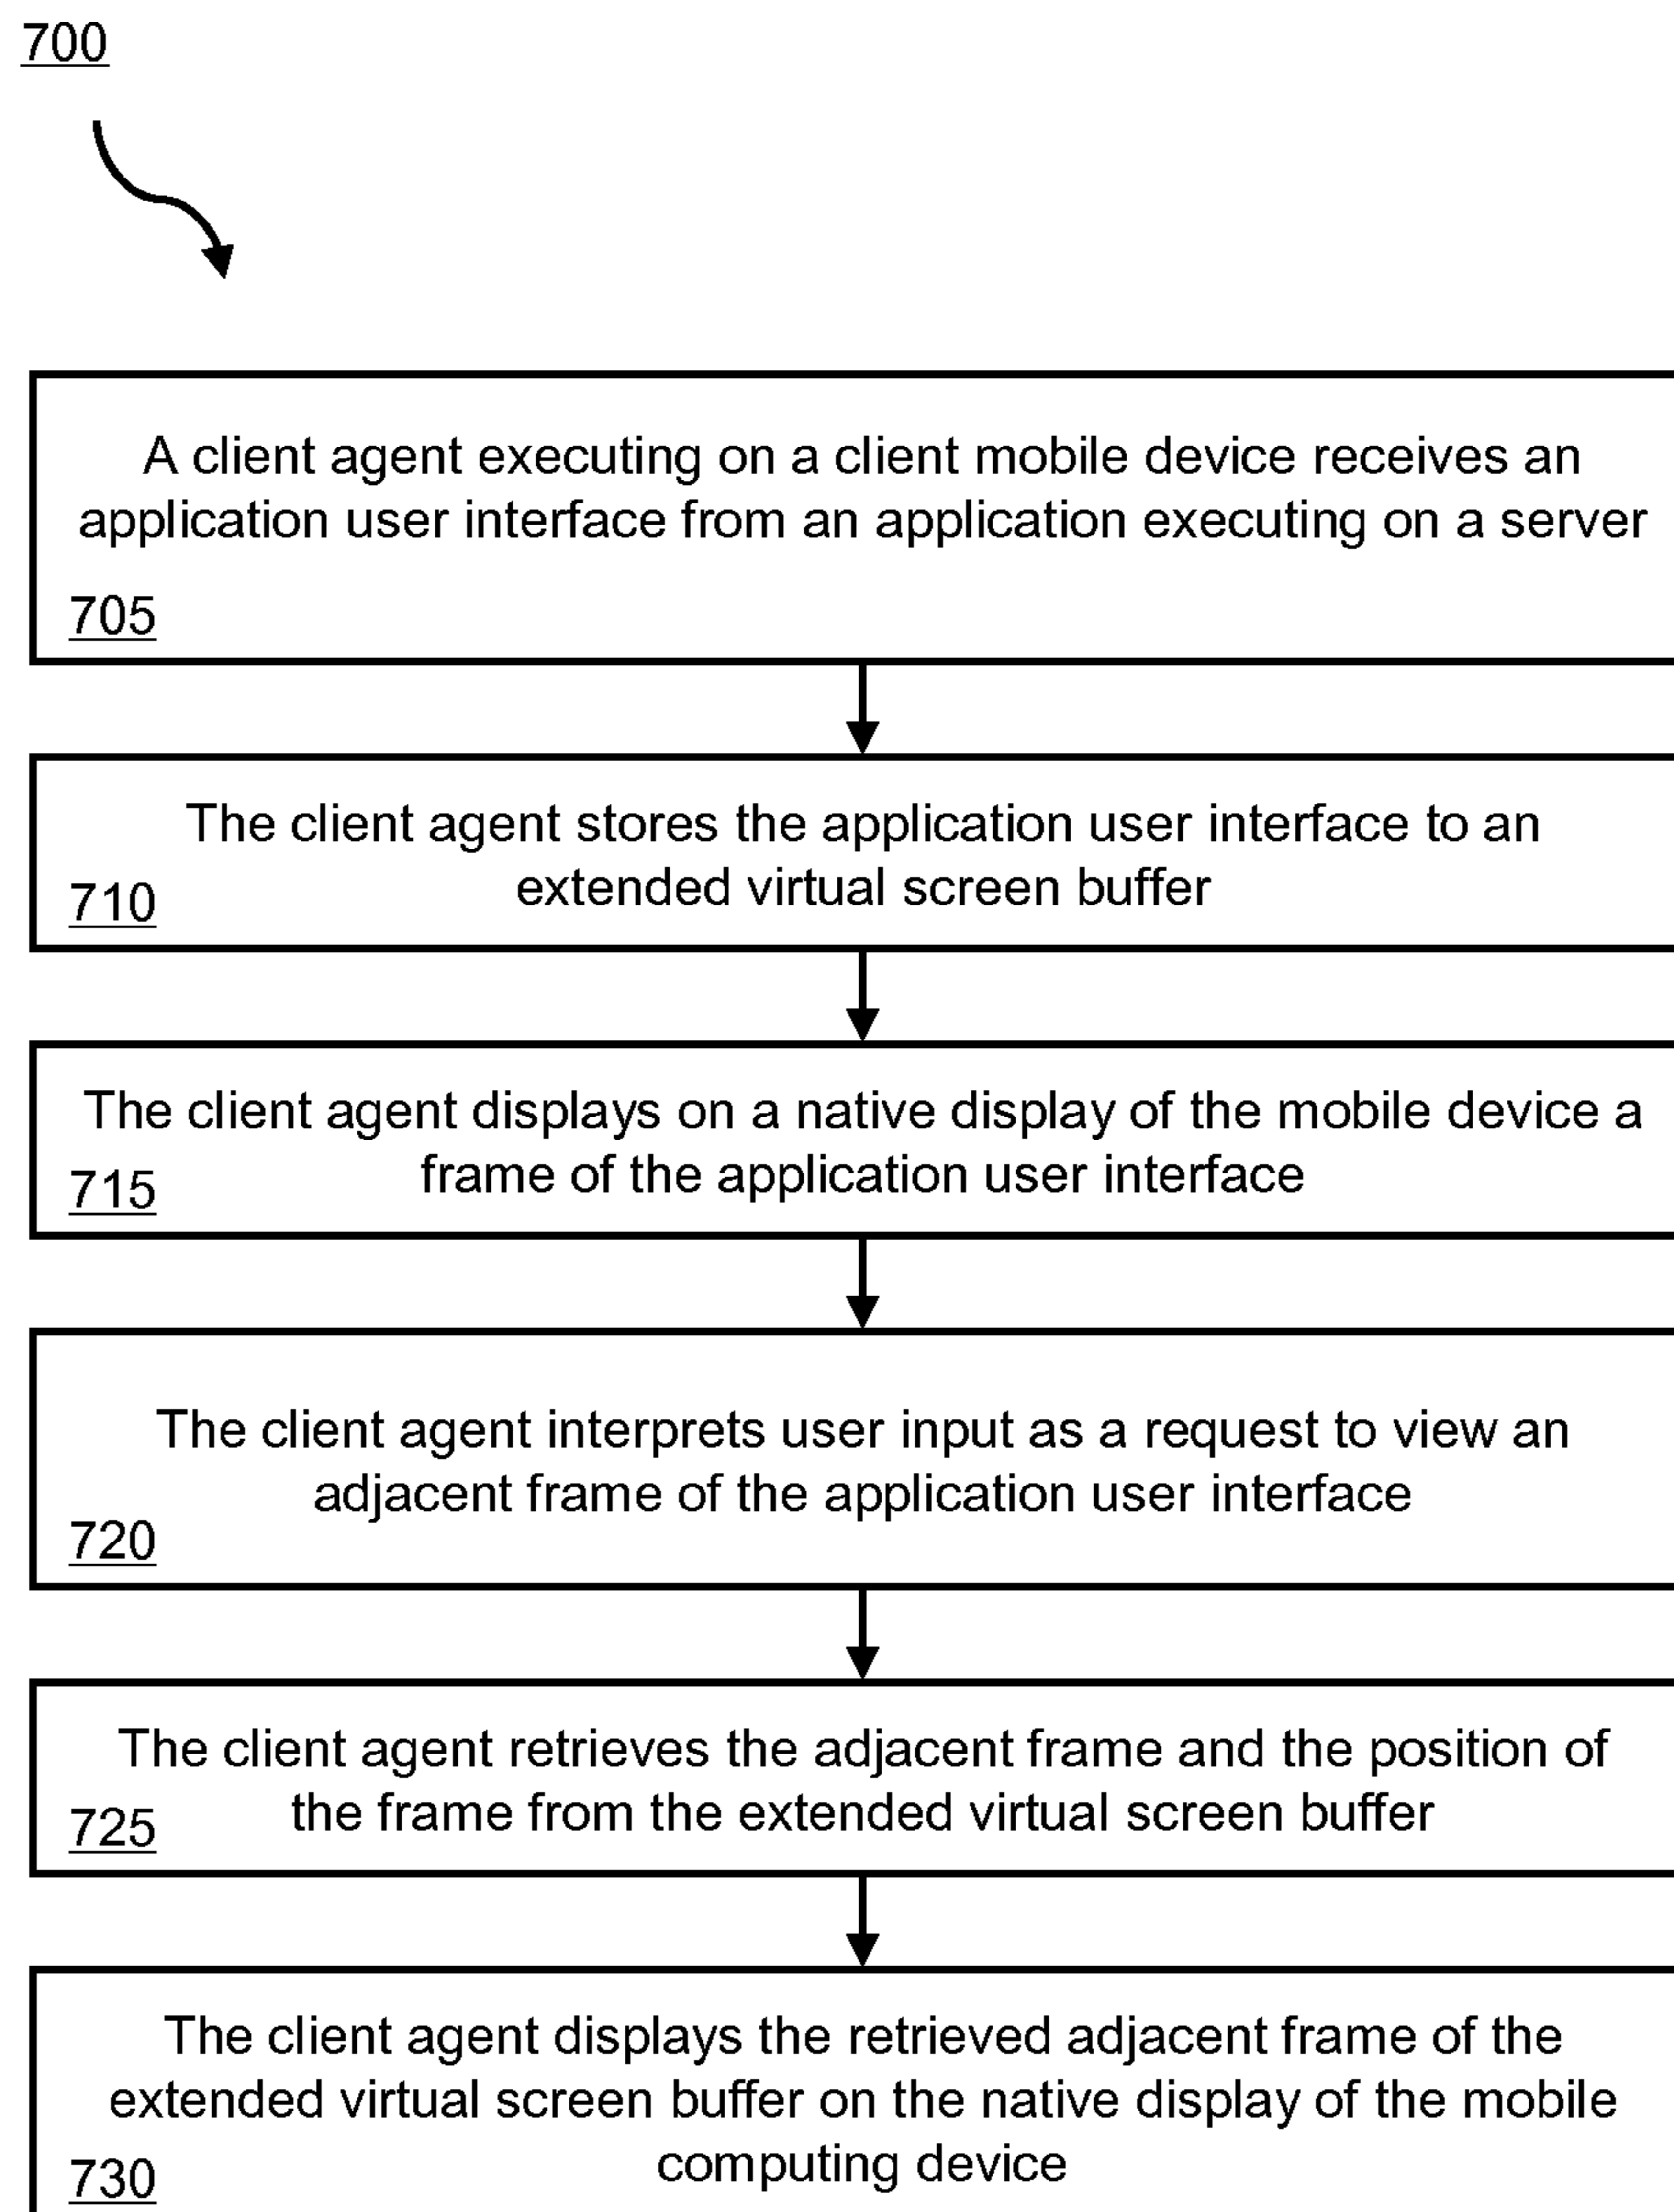 700
A client agent executing on a client mobile device receives an
application user interface from an application executing on a server
705
The client agent stores the application user interface to an
extended virtual screen buffer
710
The client agent displays on a native display of the mobile device a
frame of the application user interface
715
The client agent interprets user input as a request to view an
adjacent frame of the application user interface
720
The client agent retrieves the adjacent frame and the position of
the frame from the extended virtual screen buffer
725
The client agent displays the retrieved adjacent frame of the
extended virtual screen buffer on the native display of the mobile
computing device
730